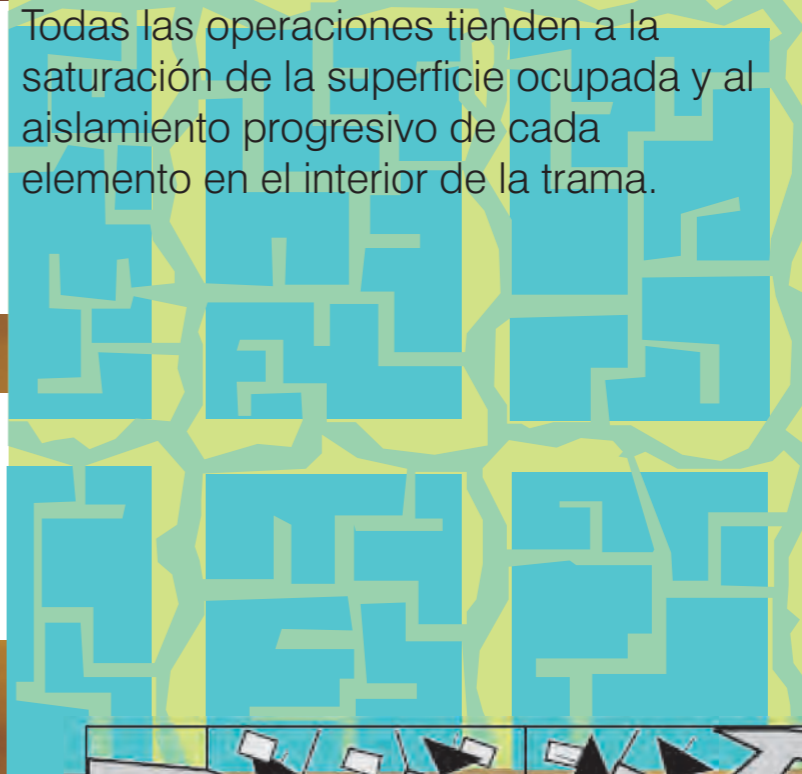 Todas las operaciones tienden a la
saturación de la superficie ocupada y al
aislamiento progresivo de cada
elemento en el interior de la trama.